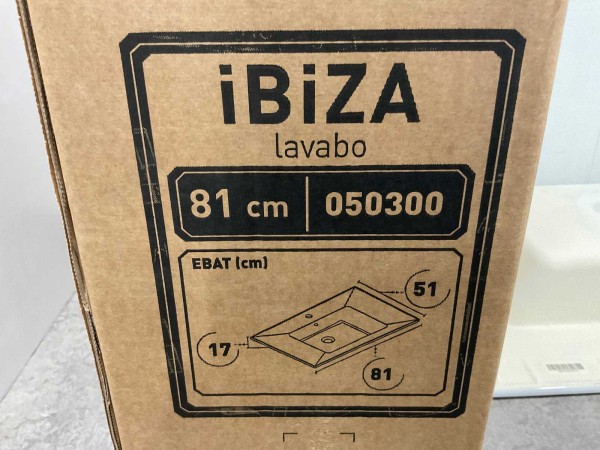 iBiZA
lavabo
81 cm | 050300
EBAT (cm)
51
17
81